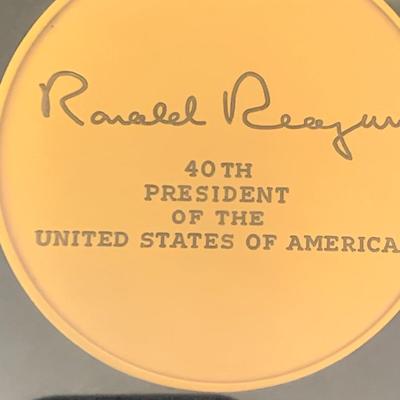 Ronald Reagan
40TH
PRESIDENT
OF THE
UNITED STATES OF AMERICA